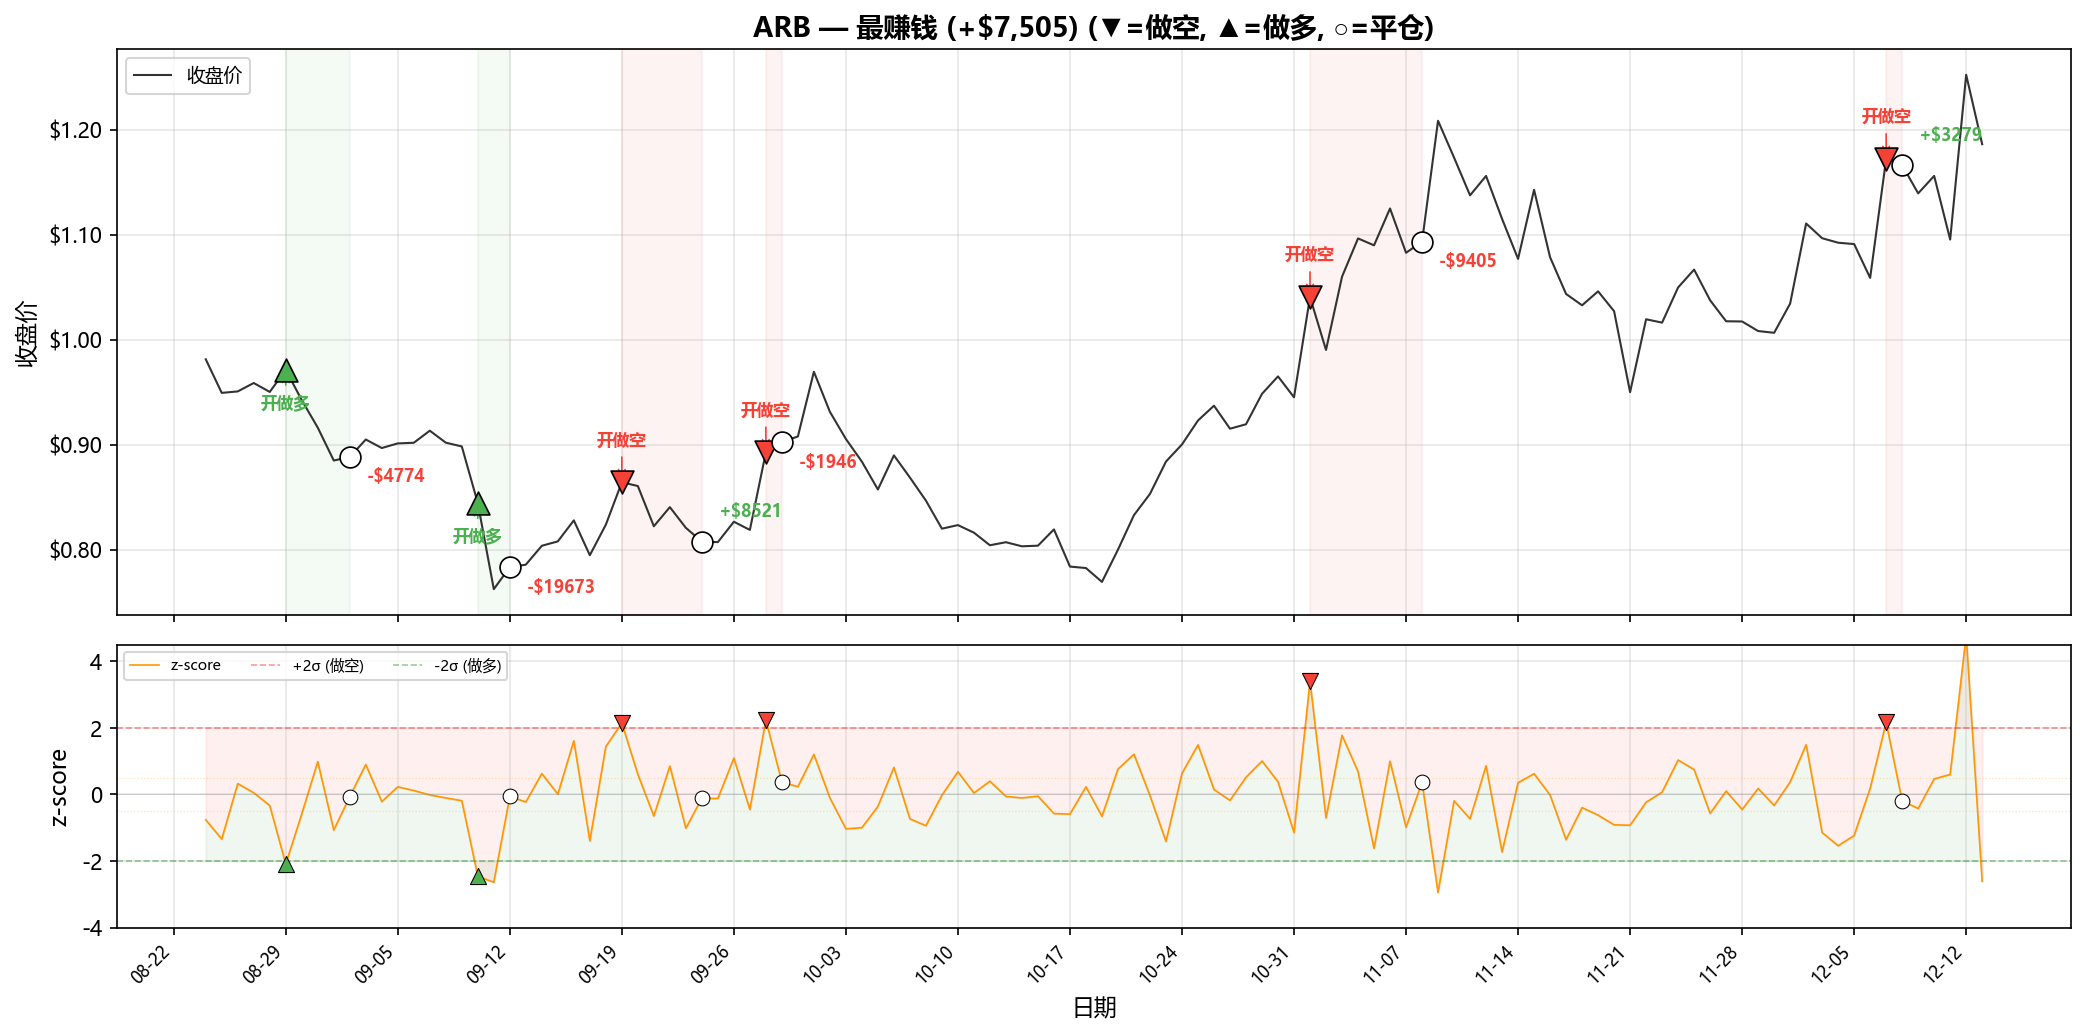 ARB — 最赚钱 (+$7,505) (▼=做空, ▲=做多, ○=平仓)
收盘价
收盘价
$1.20
$1.10
$1.00
$0.90
$0.80
开做多
-$4774
开做多
-$19673
开做空
+$8521
开做空
-$1946
开做空
-$9405
开做空
+$3279
z-score
+2σ (做空)
-2σ (做多)
z-score
4
2
0
-2
-4
08-22
08-29
09-05
09-12
09-19
09-26
10-03
10-10
10-17
10-24
10-31
11-07
11-14
11-21
11-28
12-05
12-12
日期